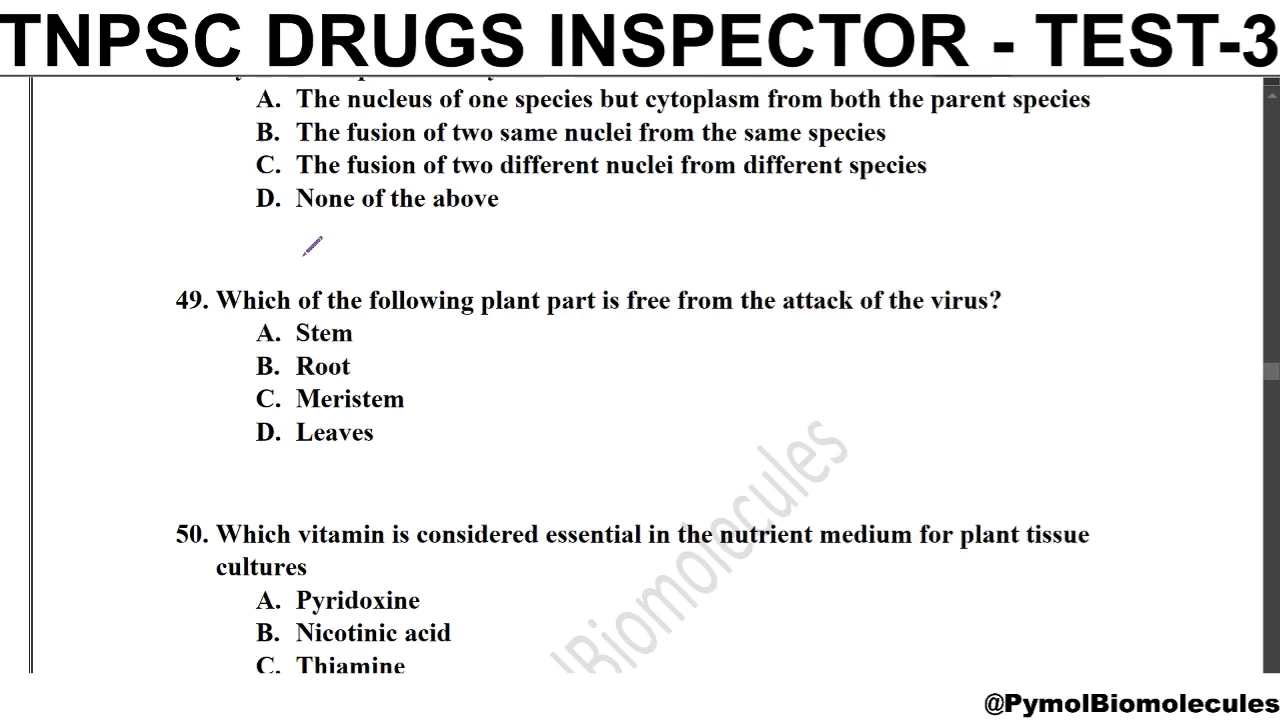 TNPSC DRUGS INSPECTOR - TEST-3
A. The nucleus of one species but cytoplasm from both the parent species
B. The fusion of two same nuclei from the same species
C. The fusion of two different nuclei from different species
D. None of the above
49. Which of the following plant part is free from the attack of the virus?
A. Stem
B. Root
C. Meristem
D. Leaves
50. Which vitamin is considered essential in the nutrient medium for plant tissue
cultures
A. Pyridoxine
B. Nicotinic acid
C. Thiamine
lBiomolecules
@PymolBiomolecules